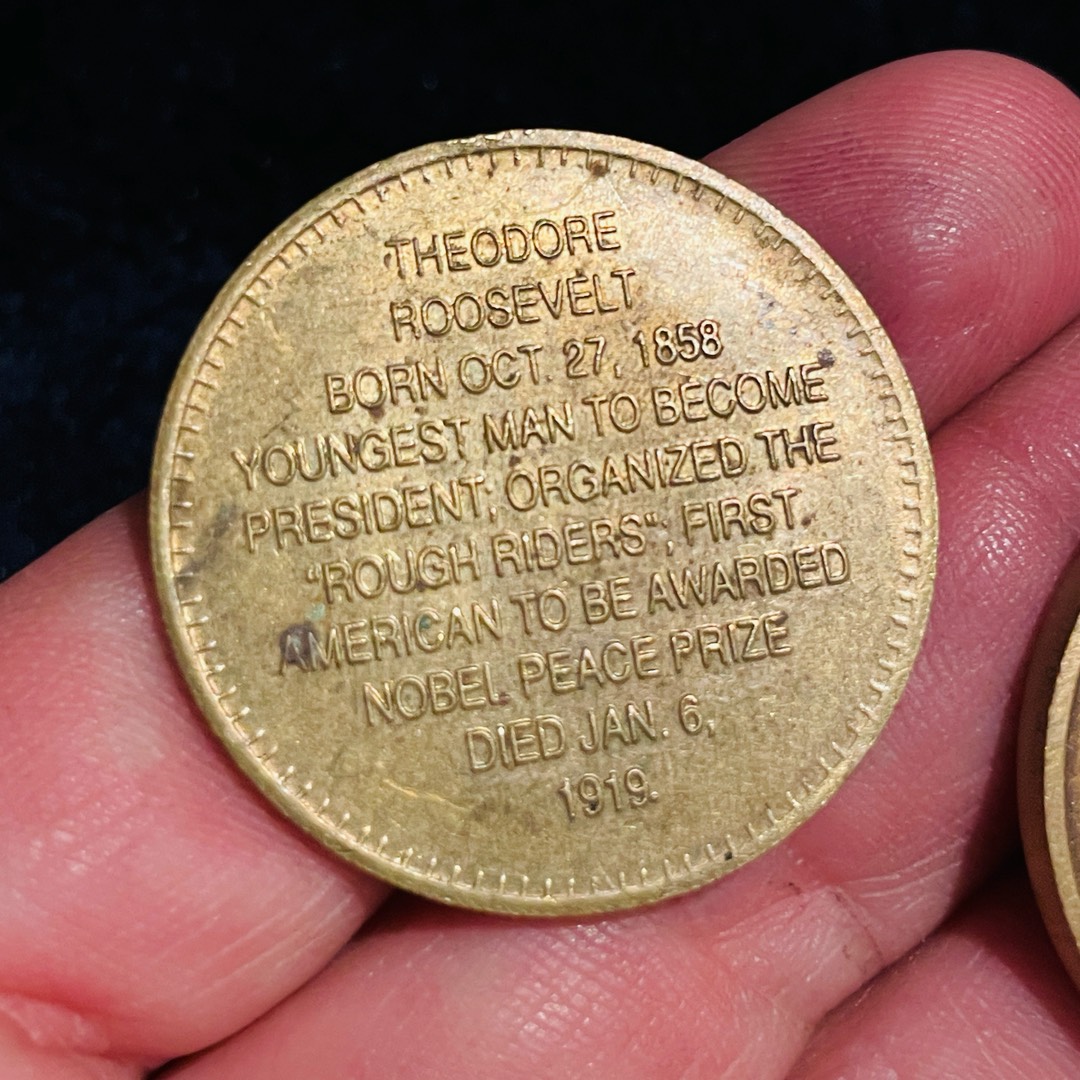 THEODORE
ROOSEVELT
BORN OCT. 27, 1858
YOUNGEST MAN TO BECOME
PRESIDENT; ORGANIZED THE
"ROUGH RIDERS"; FIRST
AMERICAN TO BE AWARDED
NOBEL PEACE PRIZE
DIED JAN. 6,
1919.